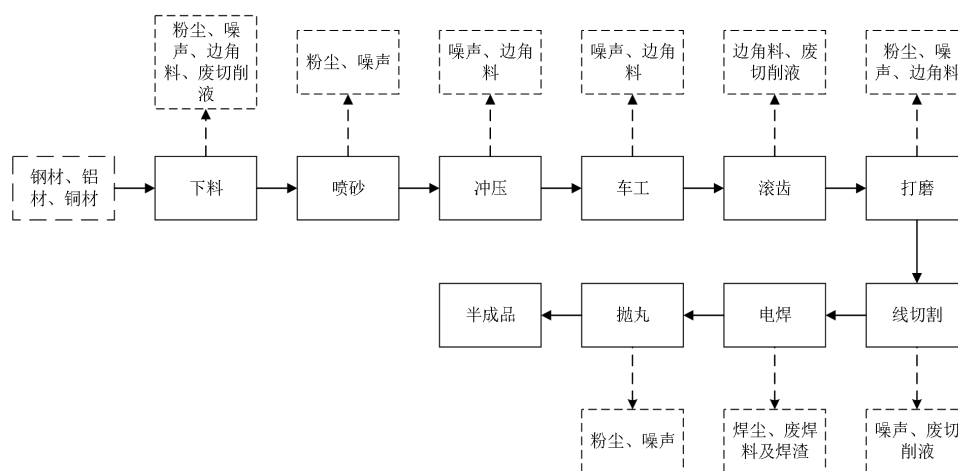 粉尘、噪
声、边角
料、废切削
液
粉尘、噪声
噪声、边角
料
噪声、边角
料
边角料、废
切削液
粉尘、噪
声、边角料
钢材、铝
材、铜材
下料
喷砂
冲压
车工
滚齿
打磨
半成品
抛丸
电焊
线切割
粉尘、噪声
焊尘、废焊
料及焊渣
噪声、废切
削液